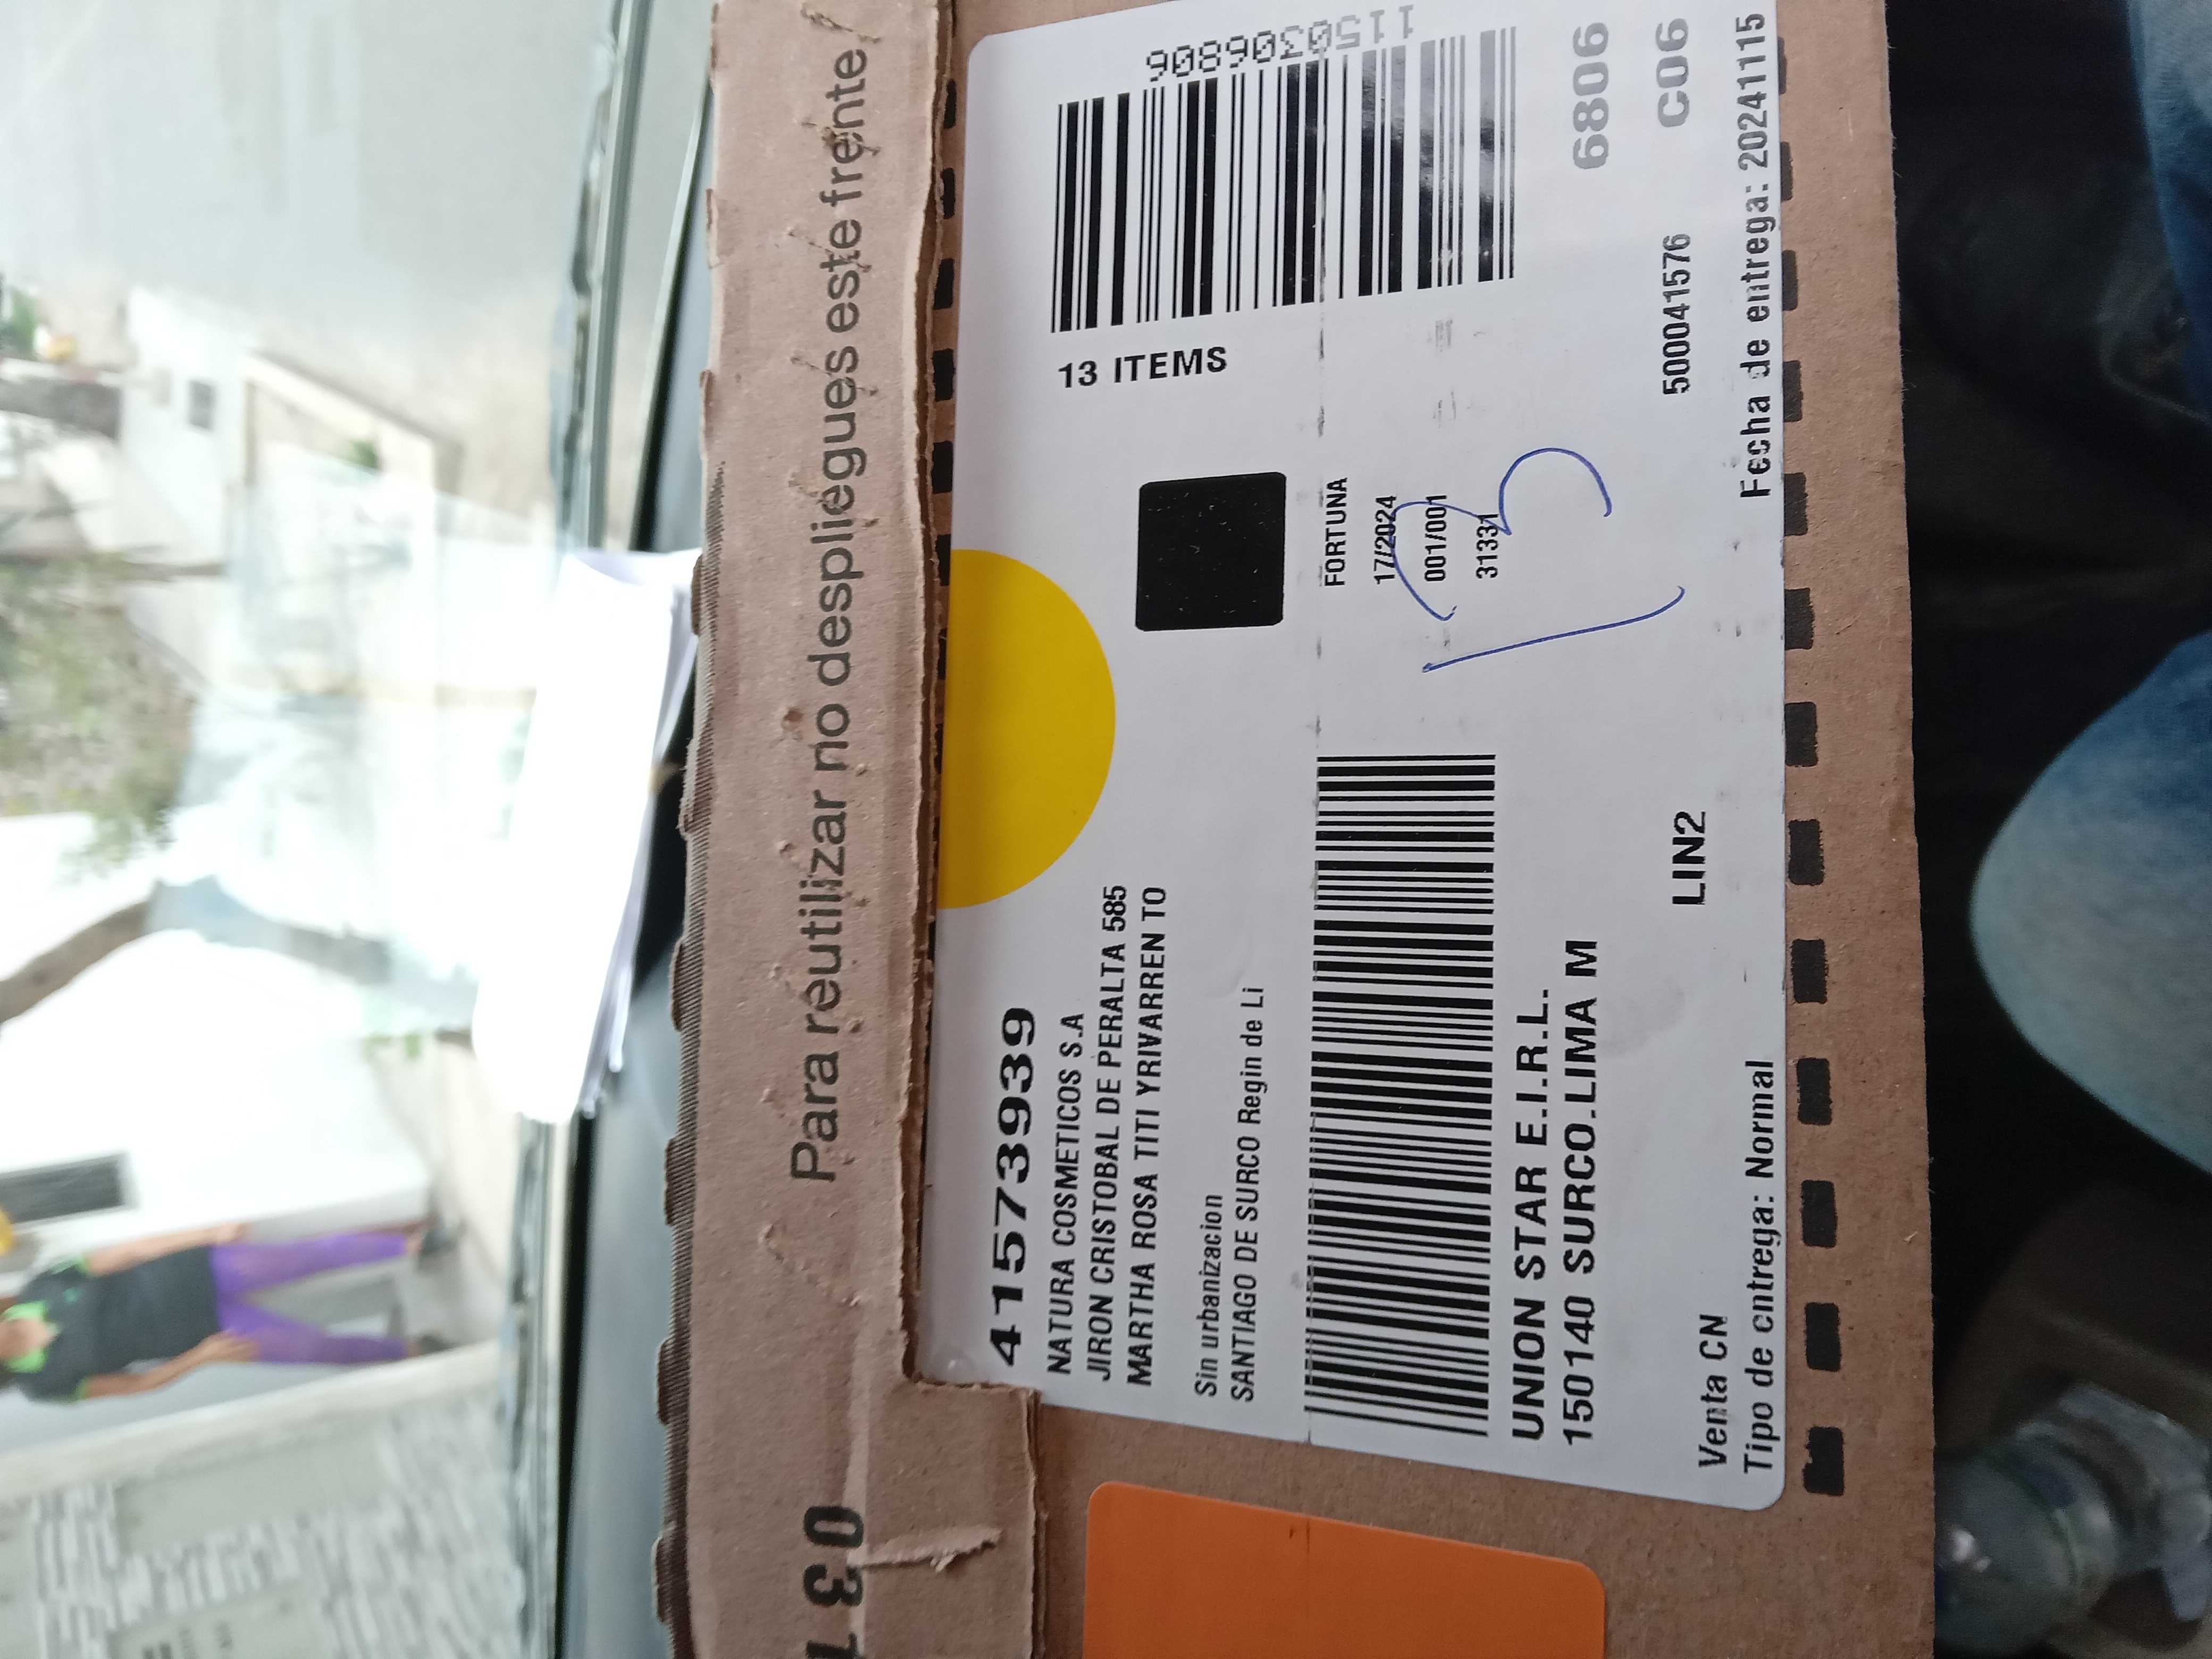 Para reutilizar no despliegues este frente
03
41573939
NATURA COSMETICOS S.A
JIRON CRISTOBAL DE PERALTA 585
MARTHA ROSA TITI YRIVARREN TO
Sin urbanizacion
SANTIAGO DE SURCO Regin de Li
13 ITEMS
1150306806
FORTUNA
17/2024
001/001
31331
13
UNION STAR E.I.R.L.
150140 SURCO.LIMA M
6806
LIN2
500041576
C06
Venta CN
Tipo de entrega: Normal
Fecha de entrega: 20241115